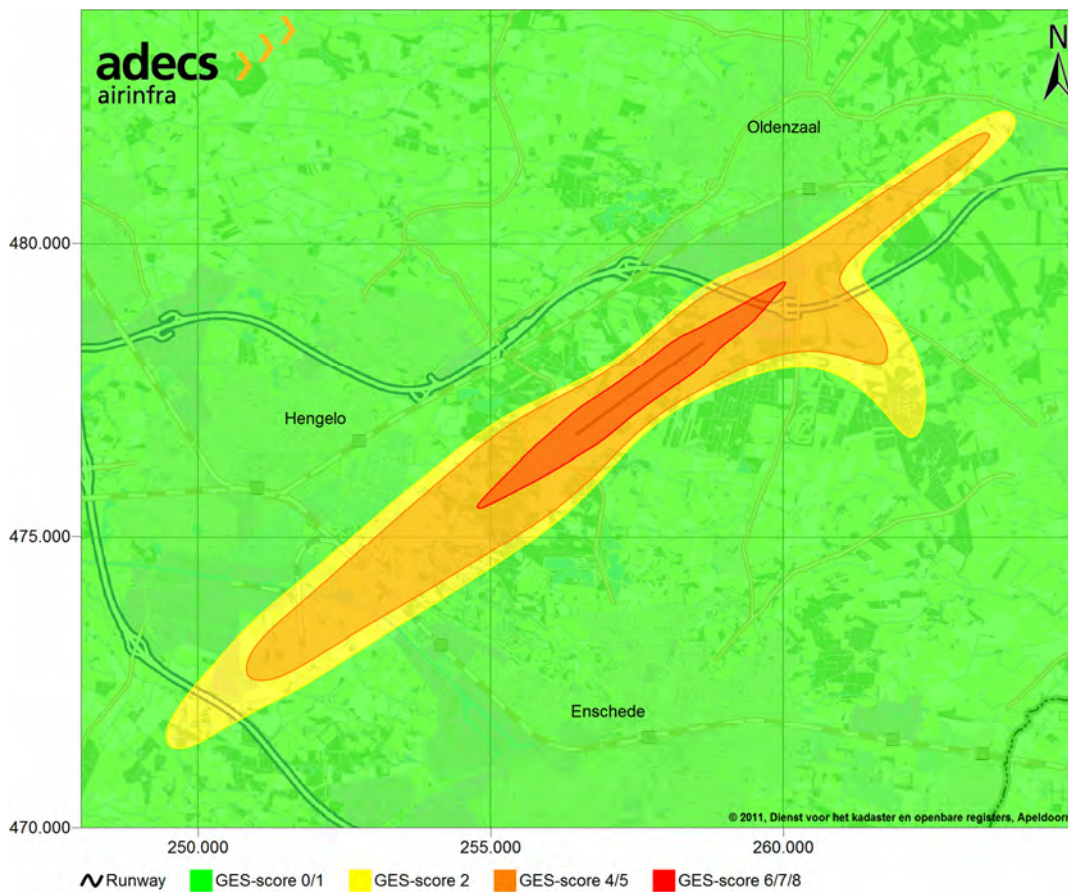 adecs
airinfra
N
Oldenzaal
480.000
Hengelo
475.000
Enschede
470.000
© 2011, Dienst voor het kadaster en openbare registers, Apeldoorn
250.000 255.000 260.000
Runway GES-score 0/1 GES-score 2 GES-score 4/5 GES-score 6/7/8